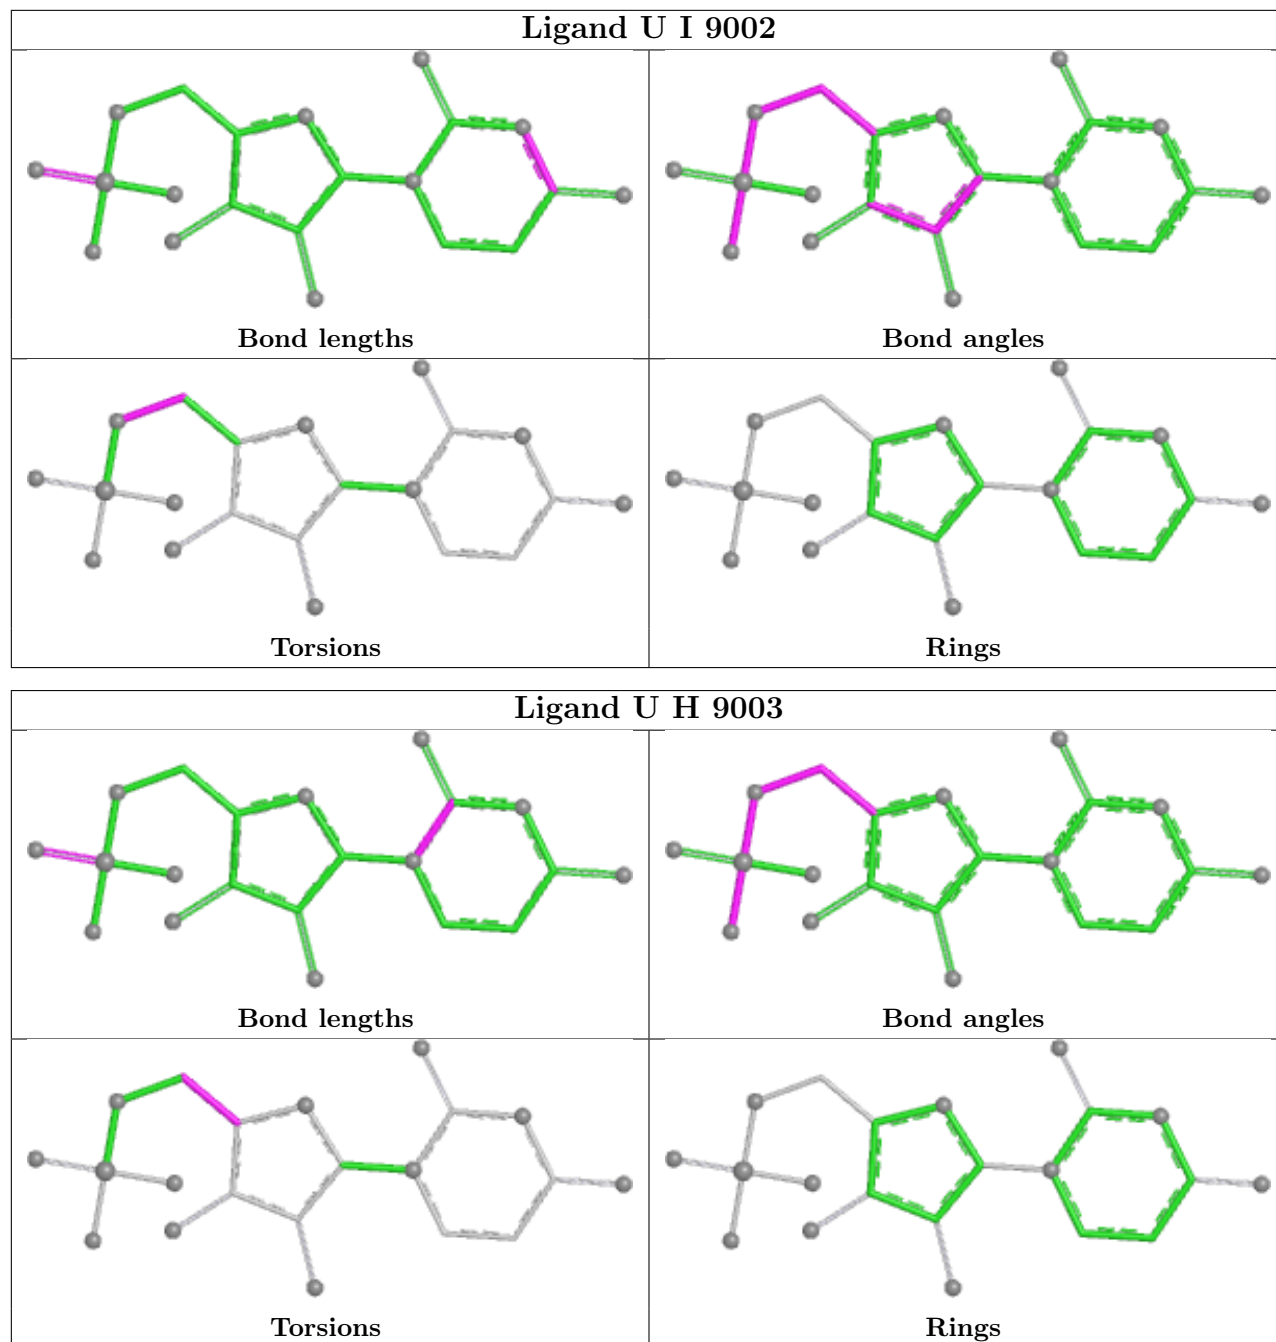 Ligand U I 9002
Bond lengths
Bond angles
Torsions
Rings
Ligand U H 9003
Bond lengths
Bond angles
Torsions
Rings